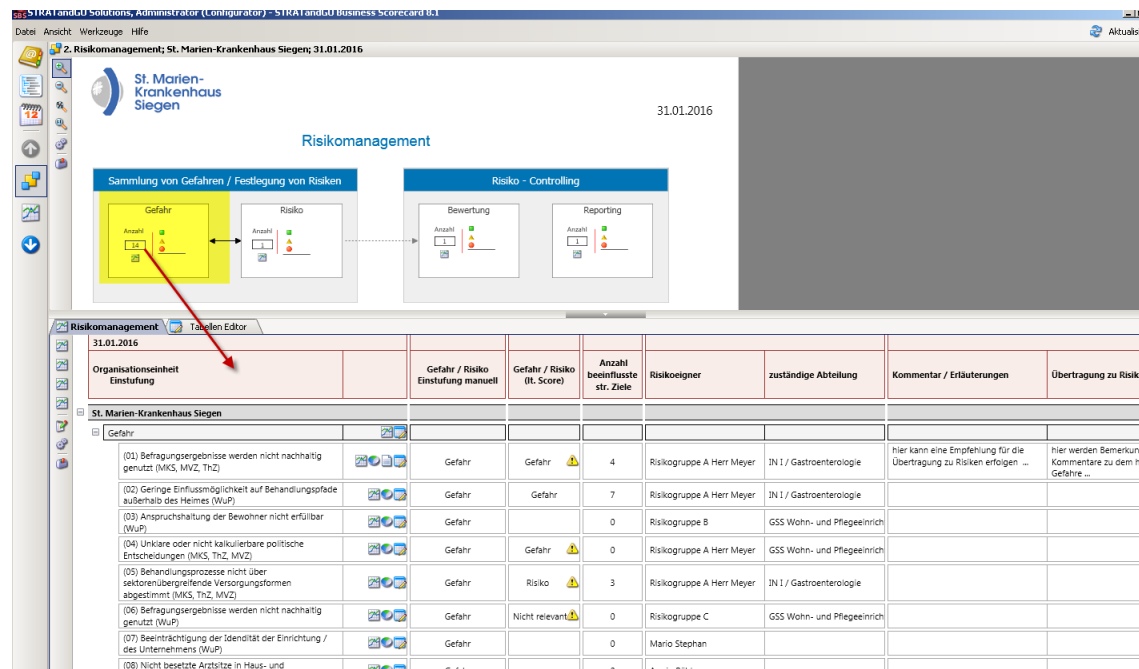 STRATandGO Solutions, Administrator (Configurator) - STRATandGO Business Scorecard 8.1
Datei Ansicht Werkzeuge Hilfe
Aktualis
2. Risikomanagement; St. Marien-Krankenhaus Siegen; 31.01.2016
St. Marien-
Krankenhaus
Siegen
31.01.2016
Risikomanagement
Sammlung von Gefahren / Festlegung von Risiken
Risiko - Controlling
Gefahr Risiko Bewertung Reporting
Anzahl Anzahl Anzahl Anzahl
14 1 1 1
12
Risikomanagement Tabellen Editor
31.01.2016
Organisationseinheit
Einstufung
Gefahr / Risiko
Einstufung manuell
Gefahr / Risiko
(lt. Score)
Anzahl
beeinflusste
str. Ziele
Risikoeigner
zuständige Abteilung
Kommentar / Erläuterungen
Übertragung zu Risik
St. Marien-Krankenhaus Siegen
Gefahr
(01) Befragungsergebnisse werden nicht nachhaltig
genutzt (MKS, MVZ, ThZ)
Gefahr Gefahr 4 Risikogruppe A Herr Meyer IN I / Gastroenterologie
hier kann eine Empfehlung für die
Übertragung zu Risiken erfolgen ...
hier werden Bemerkun
Kommentare zu dem h
Gefahre ...
(02) Geringe Einflussmöglichkeit auf Behandlungspfade
außerhalb des Heimes (WuP)
Gefahr Gefahr 7 Risikogruppe A Herr Meyer IN I / Gastroenterologie
(03) Anspruchshaltung der Bewohner nicht erfüllbar
(WuP)
Gefahr 0 Risikogruppe B GSS Wohn- und Pflegeeinrich
(04) Unklare oder nicht kalkulierbare politische
Entscheidungen (MKS, ThZ, MVZ)
Gefahr Gefahr 0 Risikogruppe A Herr Meyer GSS Wohn- und Pflegeeinrich
(05) Behandlungsprozesse nicht über
sektorenübergreifende Versorgungsformen
abgestimmt (MKS, ThZ, MVZ)
Gefahr Risiko 3 Risikogruppe A Herr Meyer IN I / Gastroenterologie
(06) Befragungsergebnisse werden nicht nachhaltig
genutzt (WuP)
Gefahr Nicht relevant 0 Risikogruppe C GSS Wohn- und Pflegeeinrich
(07) Beeinträchtigung der Idendität der Einrichtung /
des Unternehmens (WuP)
Gefahr 0 Mario Stephan
(08) Nicht besetzte Arztsitze in Haus- und